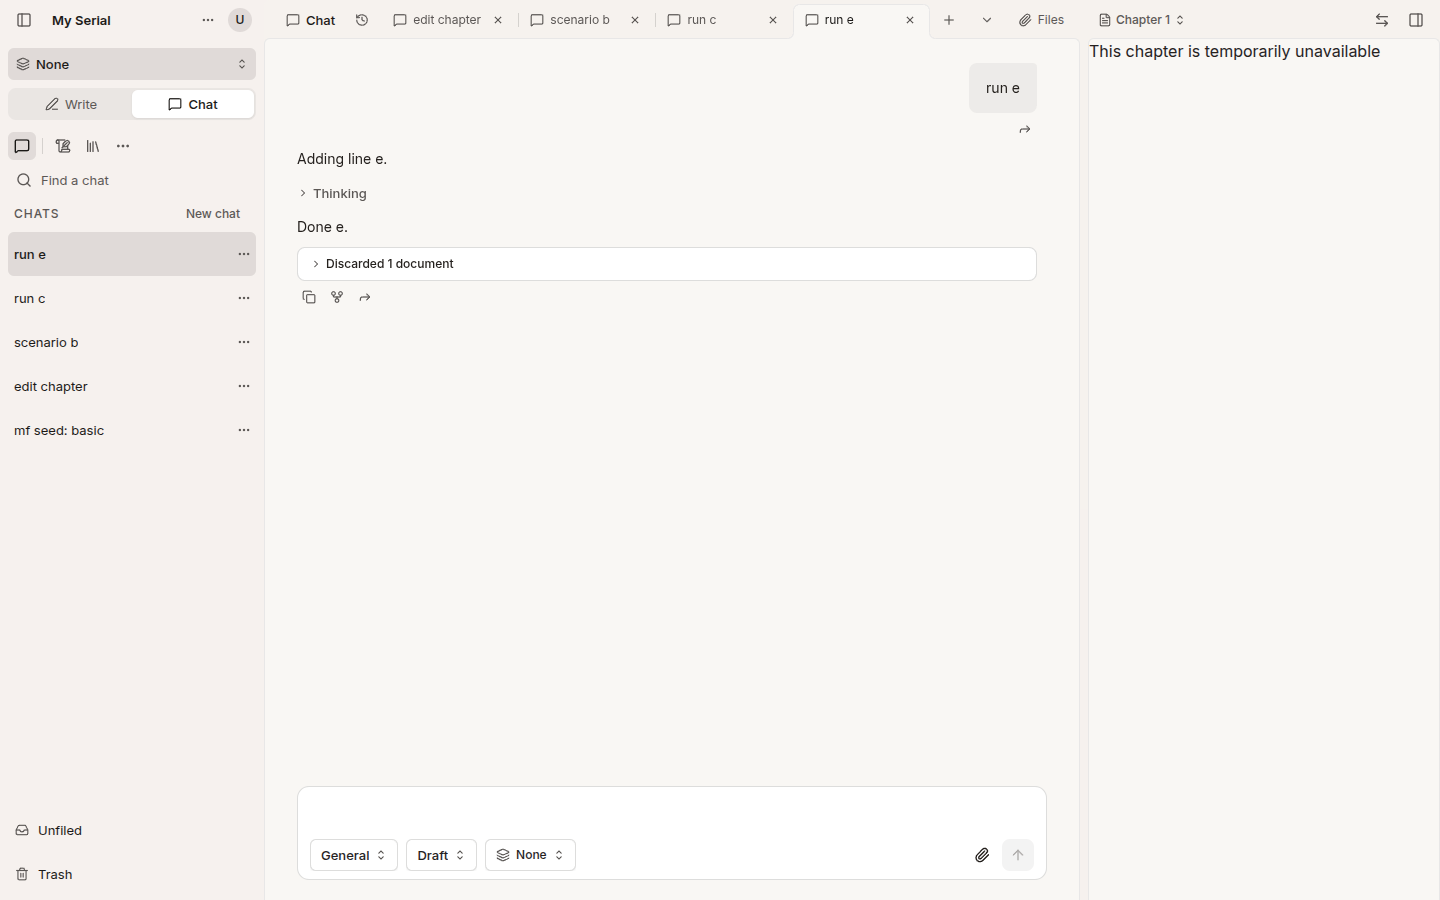 My Serial
U
None
Write
Chat
Find a chat
CHATS
New chat
run e
run c
scenario b
edit chapter
mf seed: basic
Unfiled
Trash
Chat
edit chapter
scenario b
run c
run e
Files
run e
Adding line e.
Thinking
Done e.
Discarded 1 document
General
Draft
None
Chapter 1
This chapter is temporarily unavailable